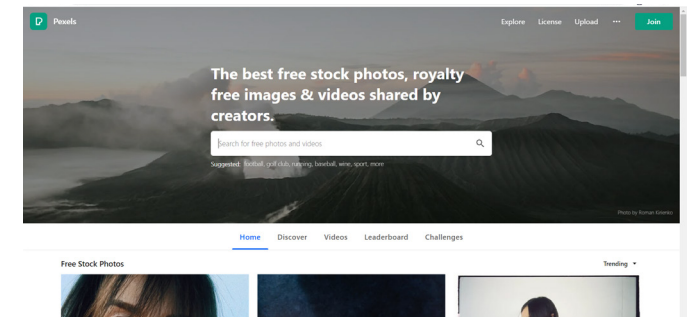 Pexels
Explore License Upload ··· Join
The best free stock photos, royalty
free images & videos shared by
creators.
Search for free photos and videos
Suggested: football, golf club, running, baseball, wine, sport, more
Photo by Roman Kirienko
Home Discover Videos Leaderboard Challenges
Free Stock Photos
Trending